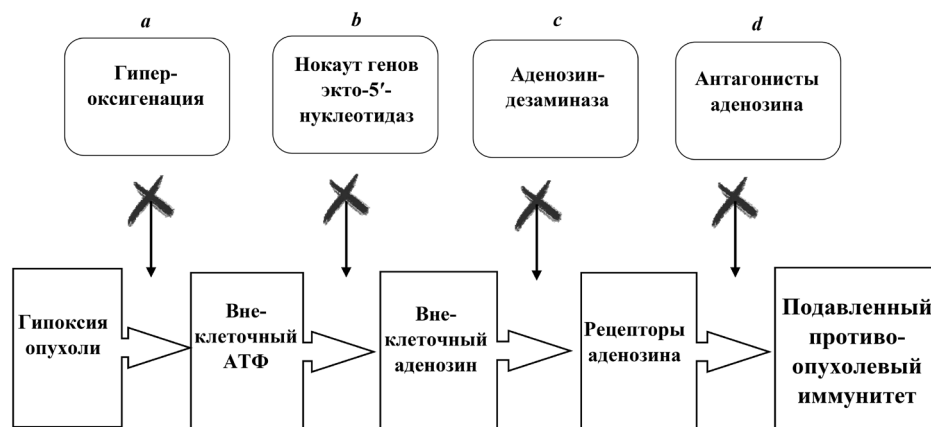 a
b
c
d
Гипер-
оксигенация
Нокаут генов
экто-5′-
нуклеотидаз
Аденозин-
дезаминаза
Антагонисты
аденозина
Гипоксия
опухоли
Вне-
клеточный
АТФ
Вне-
клеточный
аденозин
Рецепторы
аденозина
Подавленный
противо-
опухолевый
иммунитет